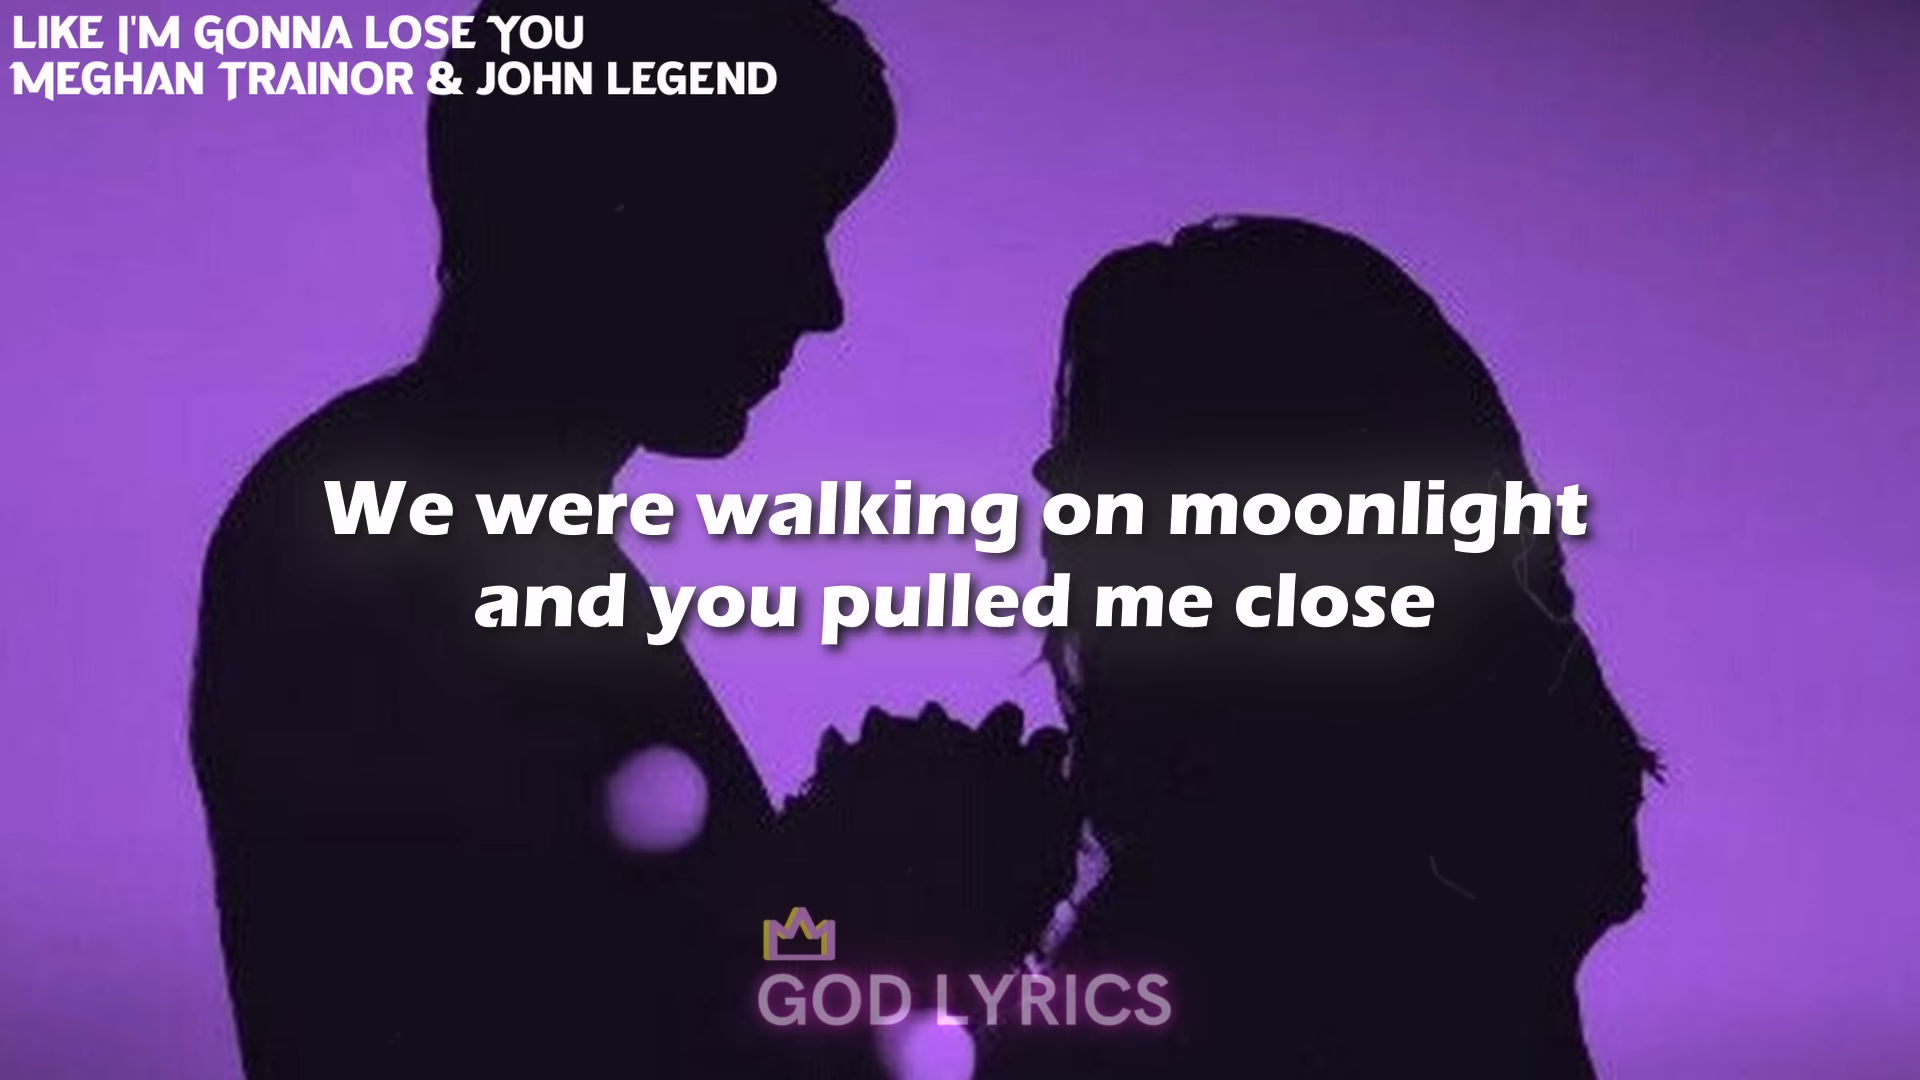 LIKE I'M GONNA LOSE YOU
MEGHAN TRAINOR & JOHN LEGEND
We were walking on moonlight
and you pulled me close
GOD LYRICS